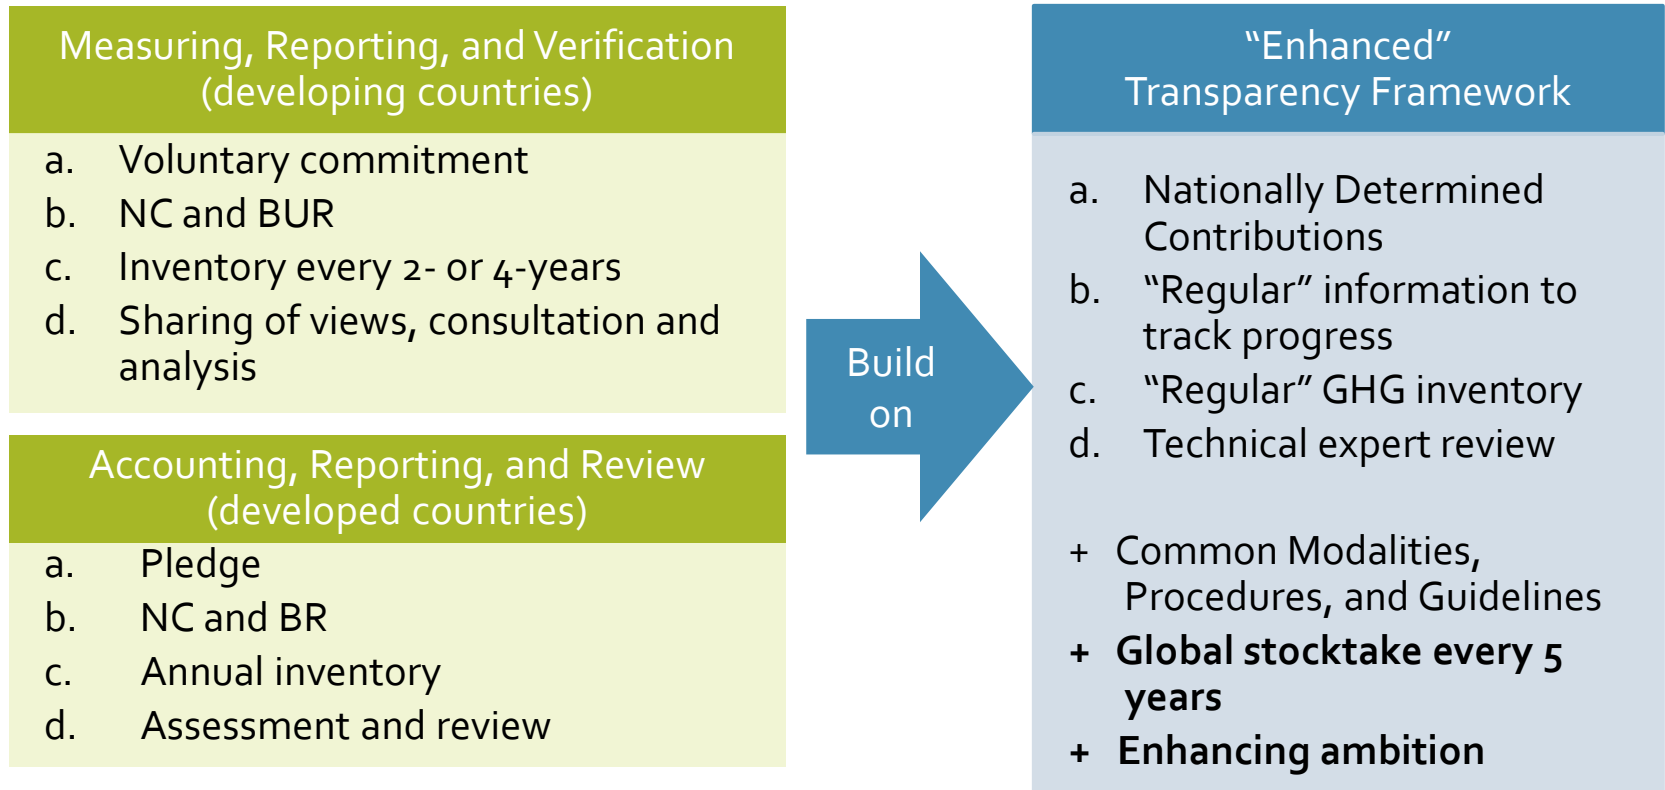 Measuring, Reporting, and Verification
(developing countries)
a. Voluntary commitment
b. NC and BUR
c. Inventory every 2- or 4-years
d. Sharing of views, consultation and
analysis
Accounting, Reporting, and Review
(developed countries)
a. Pledge
b. NC and BR
c. Annual inventory
d. Assessment and review
Build
on
“Enhanced”
Transparency Framework
a. Nationally Determined
Contributions
b. “Regular” information to
track progress
c. “Regular” GHG inventory
d. Technical expert review
+ Common Modalities,
Procedures, and Guidelines
+ Global stocktake every 5
years
+ Enhancing ambition